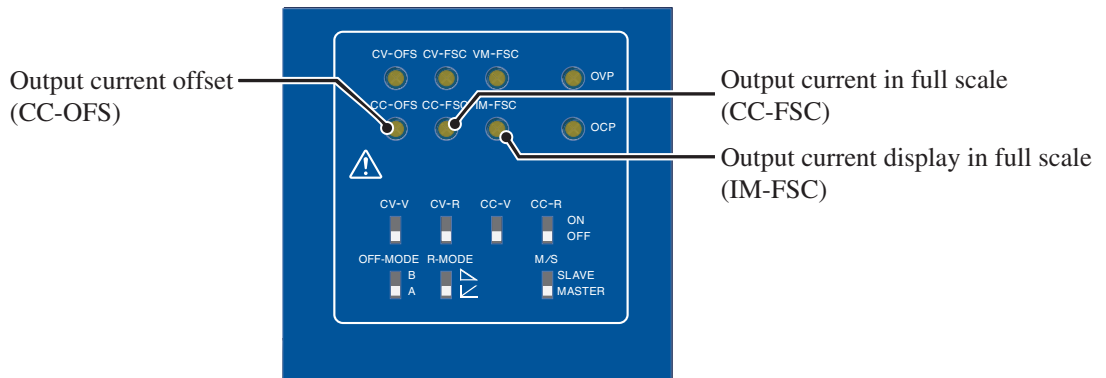 CV-OFS CV-FSC VM-FSC
OVP
Output current offset
(CC-OFS)
Output current in full scale
(CC-FSC)
CC-OFS CC-FSC IM-FSC
OCP
Output current display in full scale
(IM-FSC)
CV-V CV-R CC-V CC-R
ON
OFF
OFF-MODE R-MODE M/S
B SLAVE
A MASTER